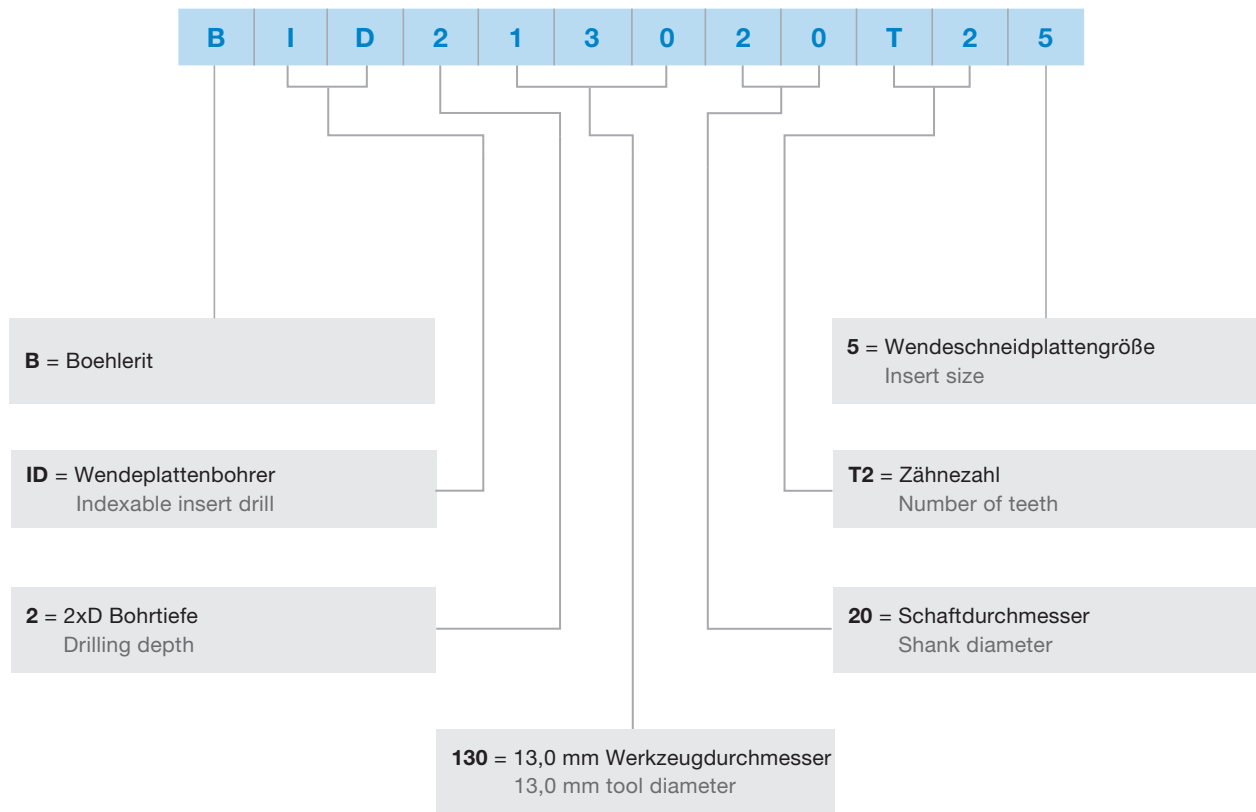 B I D 2 1 3 0 2 0 T 2 5
B = Boehlerit
5 = Wendeschneidplattengröße
Insert size
ID = Wendeplattenbohrer
Indexable insert drill
T2 = Zähnezahl
Number of teeth
2 = 2xD Bohrtiefe
Drilling depth
20 = Schaftdurchmesser
Shank diameter
130 = 13,0 mm Werkzeugdurchmesser
13,0 mm tool diameter